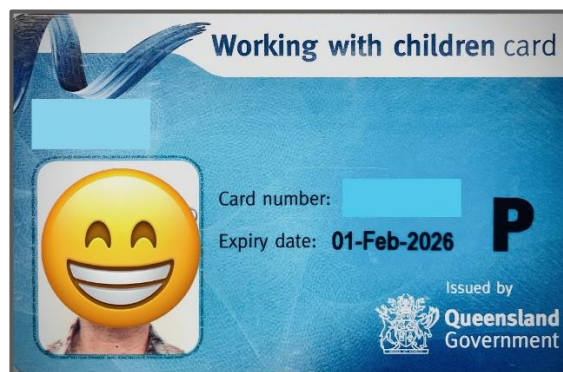 Working with children card
Card number:
Expiry date: 01-Feb-2026
P
Issued by
Queensland
Government